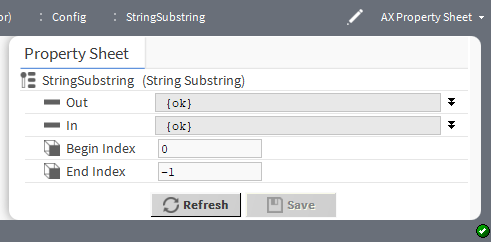 or) : Config : StringSubstring AX Property Sheet
Property Sheet
StringSubstring (String Substring)
Out {ok}
In {ok}
Begin Index 0
End Index -1
Refresh Save